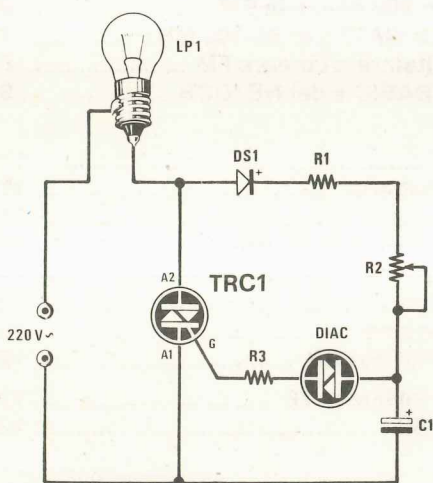 LP1
DS1
R1
+
R2
A2
TRC1
DIAC
220 V~
G
R3
A1
+
C1